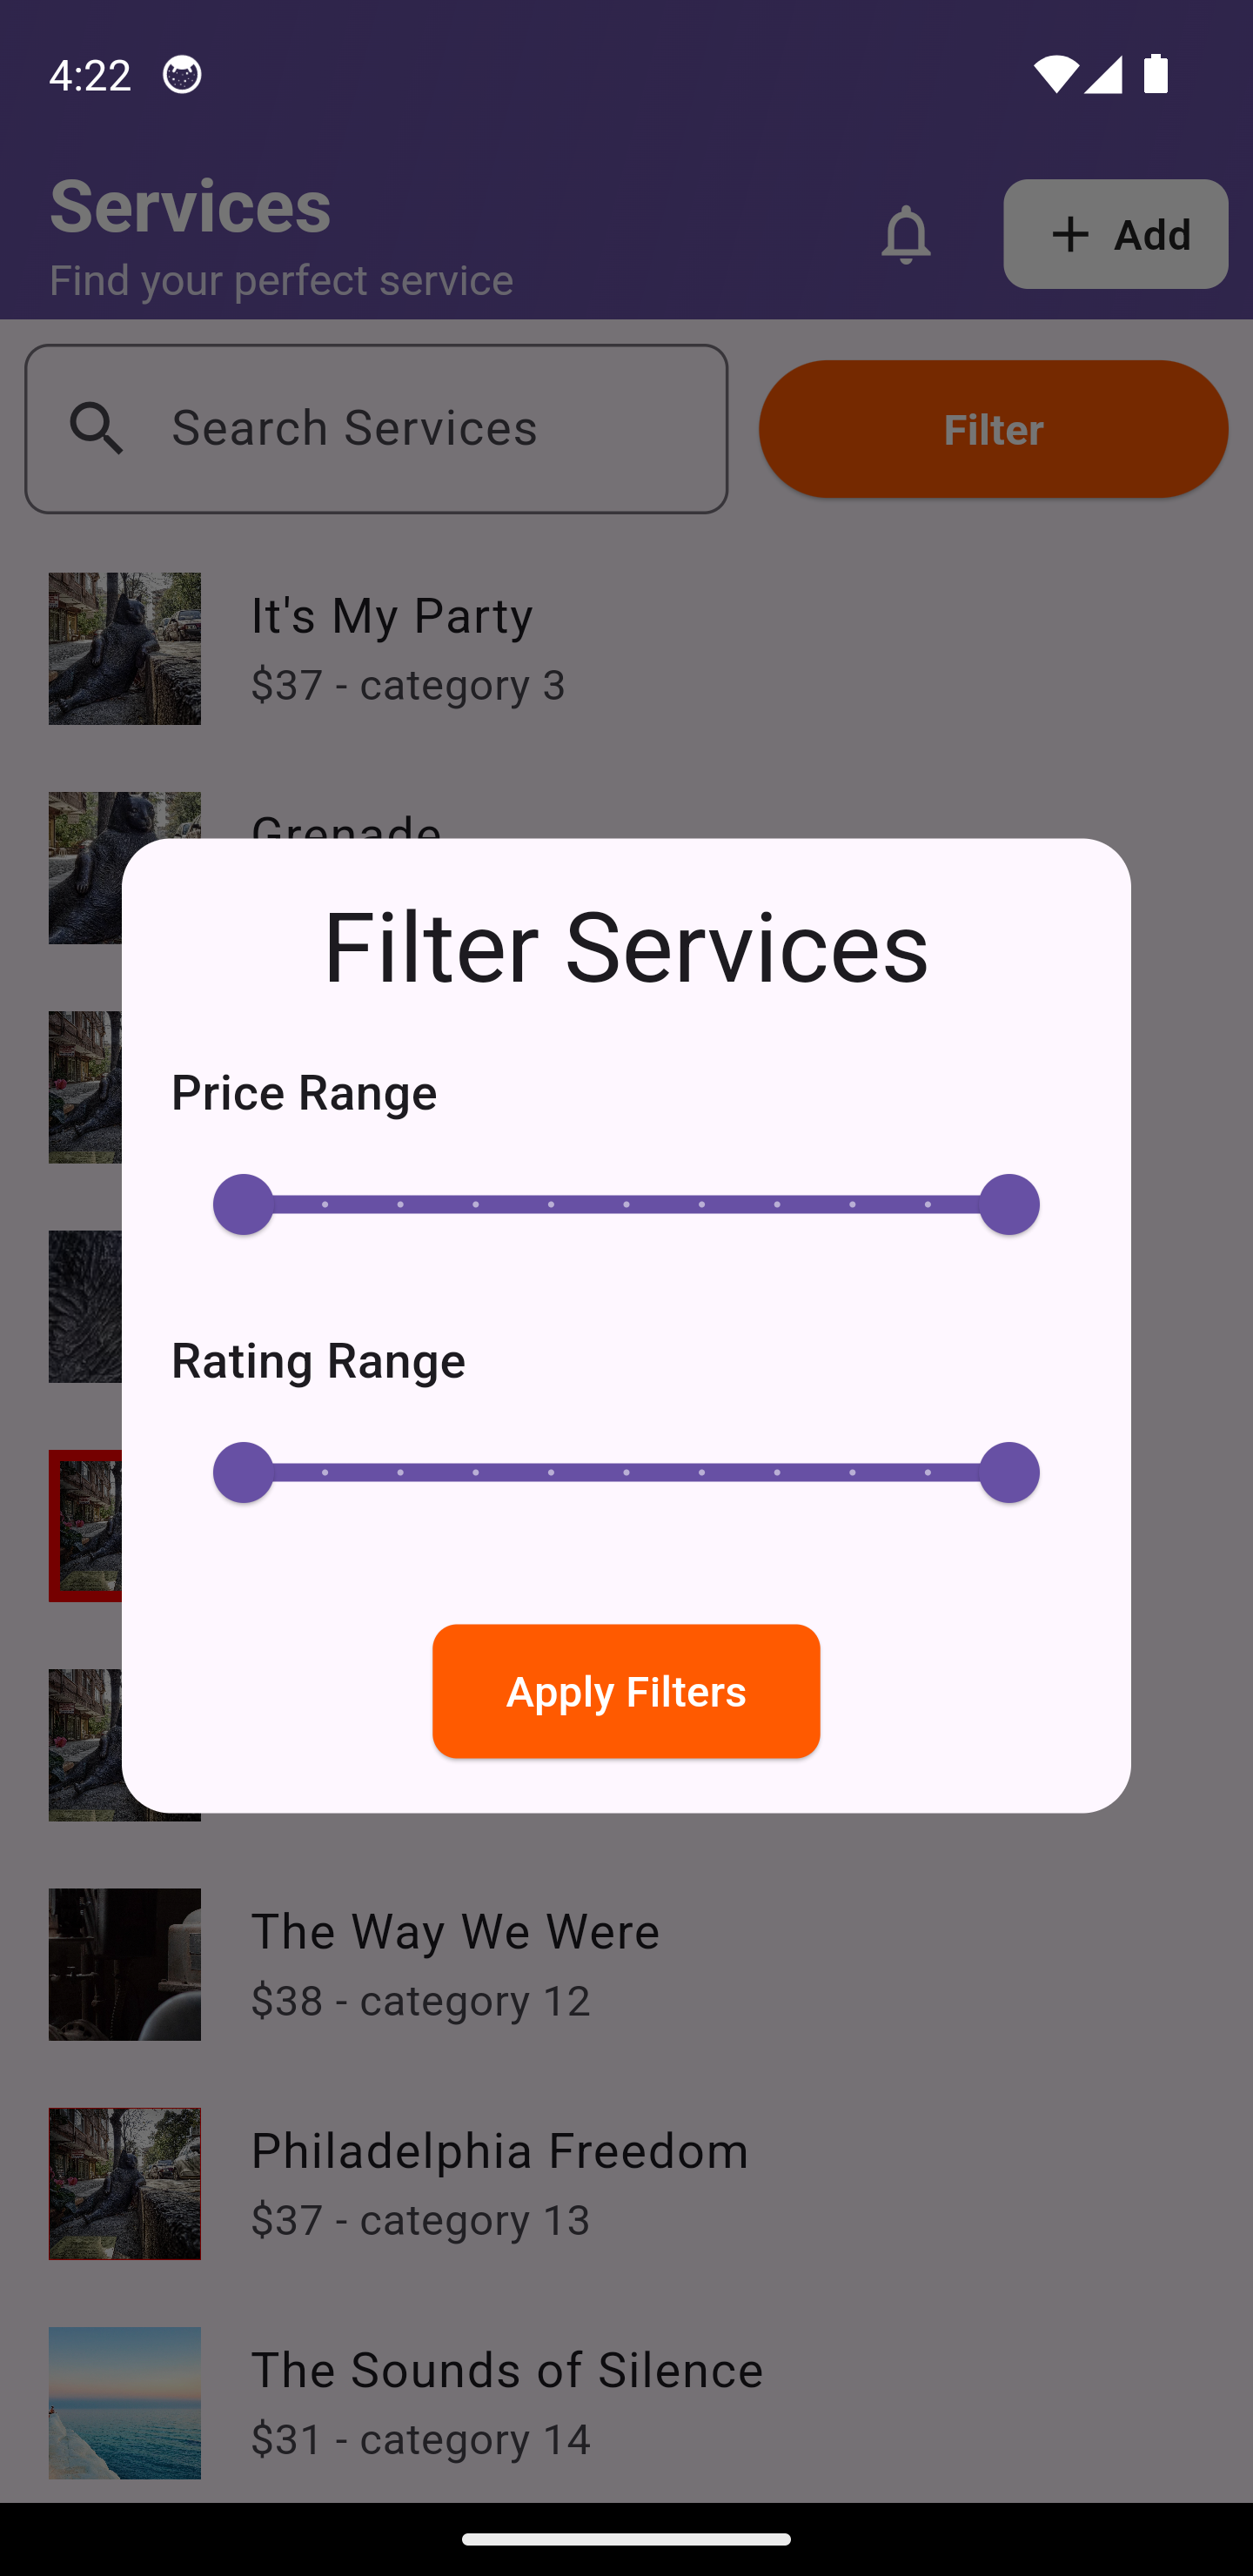 4:22
Services
Find your perfect service
Add
Search Services
Filter
It's My Party
$37 - category 3
Grenade
Filter Services
Price Range
Rating Range
Apply Filters
The Way We Were
$38 - category 12
Philadelphia Freedom
$37 - category 13
The Sounds of Silence
$31 - category 14